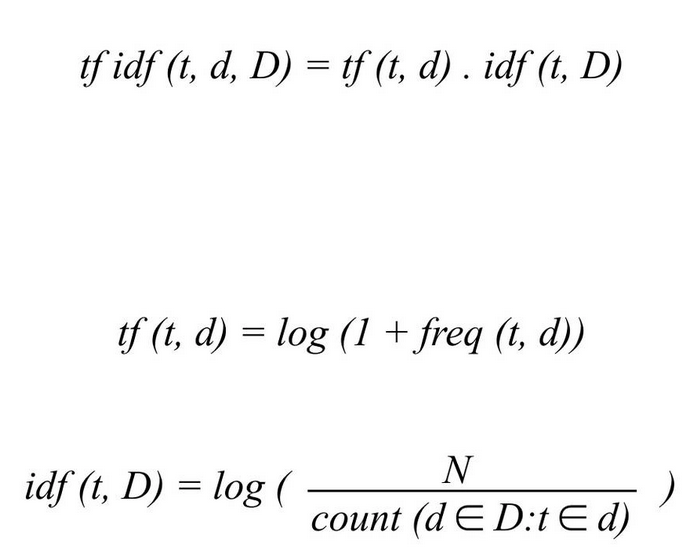 tf idf (t, d, D) = tf (t, d) . idf (t, D)
tf (t, d) = log (1 + freq (t, d))
idf (t, D) = log ( N / count (d ∈ D:t ∈ d) )